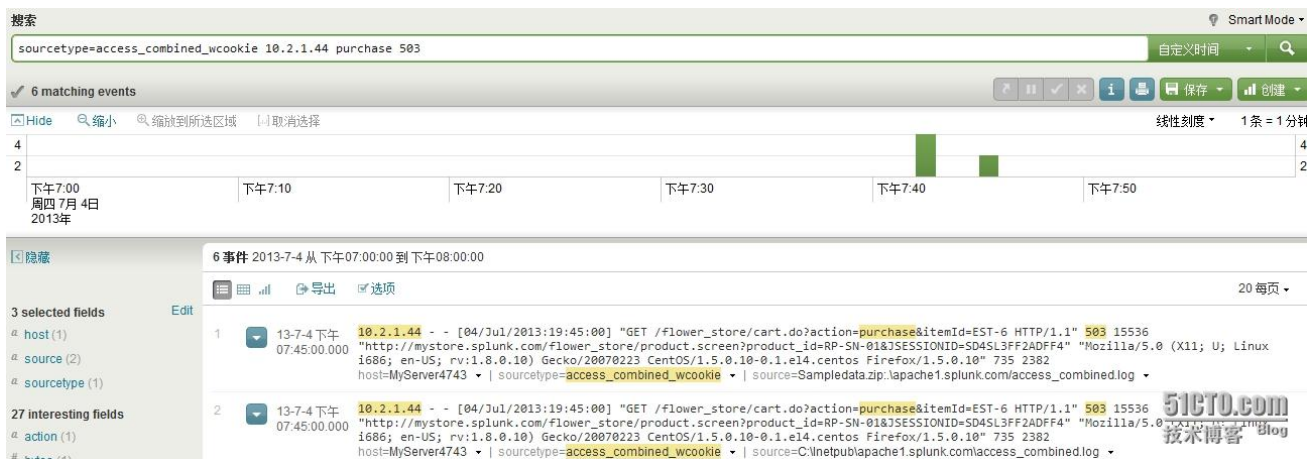 搜索
Smart Mode
sourcetype=access_combined_wcookie 10.2.1.44 purchase 503
自定义时间
6 matching events
保存
创建
Hide 缩小 缩放到所选区域 取消选择
线性刻度 1 条 = 1 分钟
4 4
2 2
下午7:00 下午7:10 下午7:20 下午7:30 下午7:40 下午7:50
周四 7月 4日
2013年
隐藏
6 事件 2013-7-4 从 下午07:00:00 到 下午08:00:00
导出 选项
20 每页
3 selected fields Edit
a host (1)
a source (2)
a sourcetype (1)
27 interesting fields
a action (1)
1 13-7-4 下午 07:45:00.000
10.2.1.44 - - [04/Jul/2013:19:45:00] "GET /flower_store/cart.do?action=purchase&itemId=EST-6 HTTP/1.1" 503 15536
"http://mystore.splunk.com/flower_store/product.screen?product_id=RP-SN-01&JSESSIONID=SD4SL3FF2ADFF4" "Mozilla/5.0 (X11; U; Linux
i686; en-US; rv:1.8.0.10) Gecko/20070223 CentOS/1.5.0.10-0.1.el4.centos Firefox/1.5.0.10" 735 2382
host=MyServer4743 | sourcetype=access_combined_wcookie | source=Sampledata.zip:.\apache1.splunk.com/access_combined.log
2 13-7-4 下午 07:45:00.000
10.2.1.44 - - [04/Jul/2013:19:45:00] "GET /flower_store/cart.do?action=purchase&itemId=EST-6 HTTP/1.1" 503 15536
"http://mystore.splunk.com/flower_store/product.screen?product_id=RP-SN-01&JSESSIONID=SD4SL3FF2ADFF4" "Mozilla/5.0
i686; en-US; rv:1.8.0.10) Gecko/20070223 CentOS/1.5.0.10-0.1.el4.centos Firefox/1.5.0.10" 735 2382
host=MyServer4743 | sourcetype=access_combined_wcookie | source=C:\Inetpub\apache1.splunk.com\access_combined.log
51CTO.com
技术博客 Blog